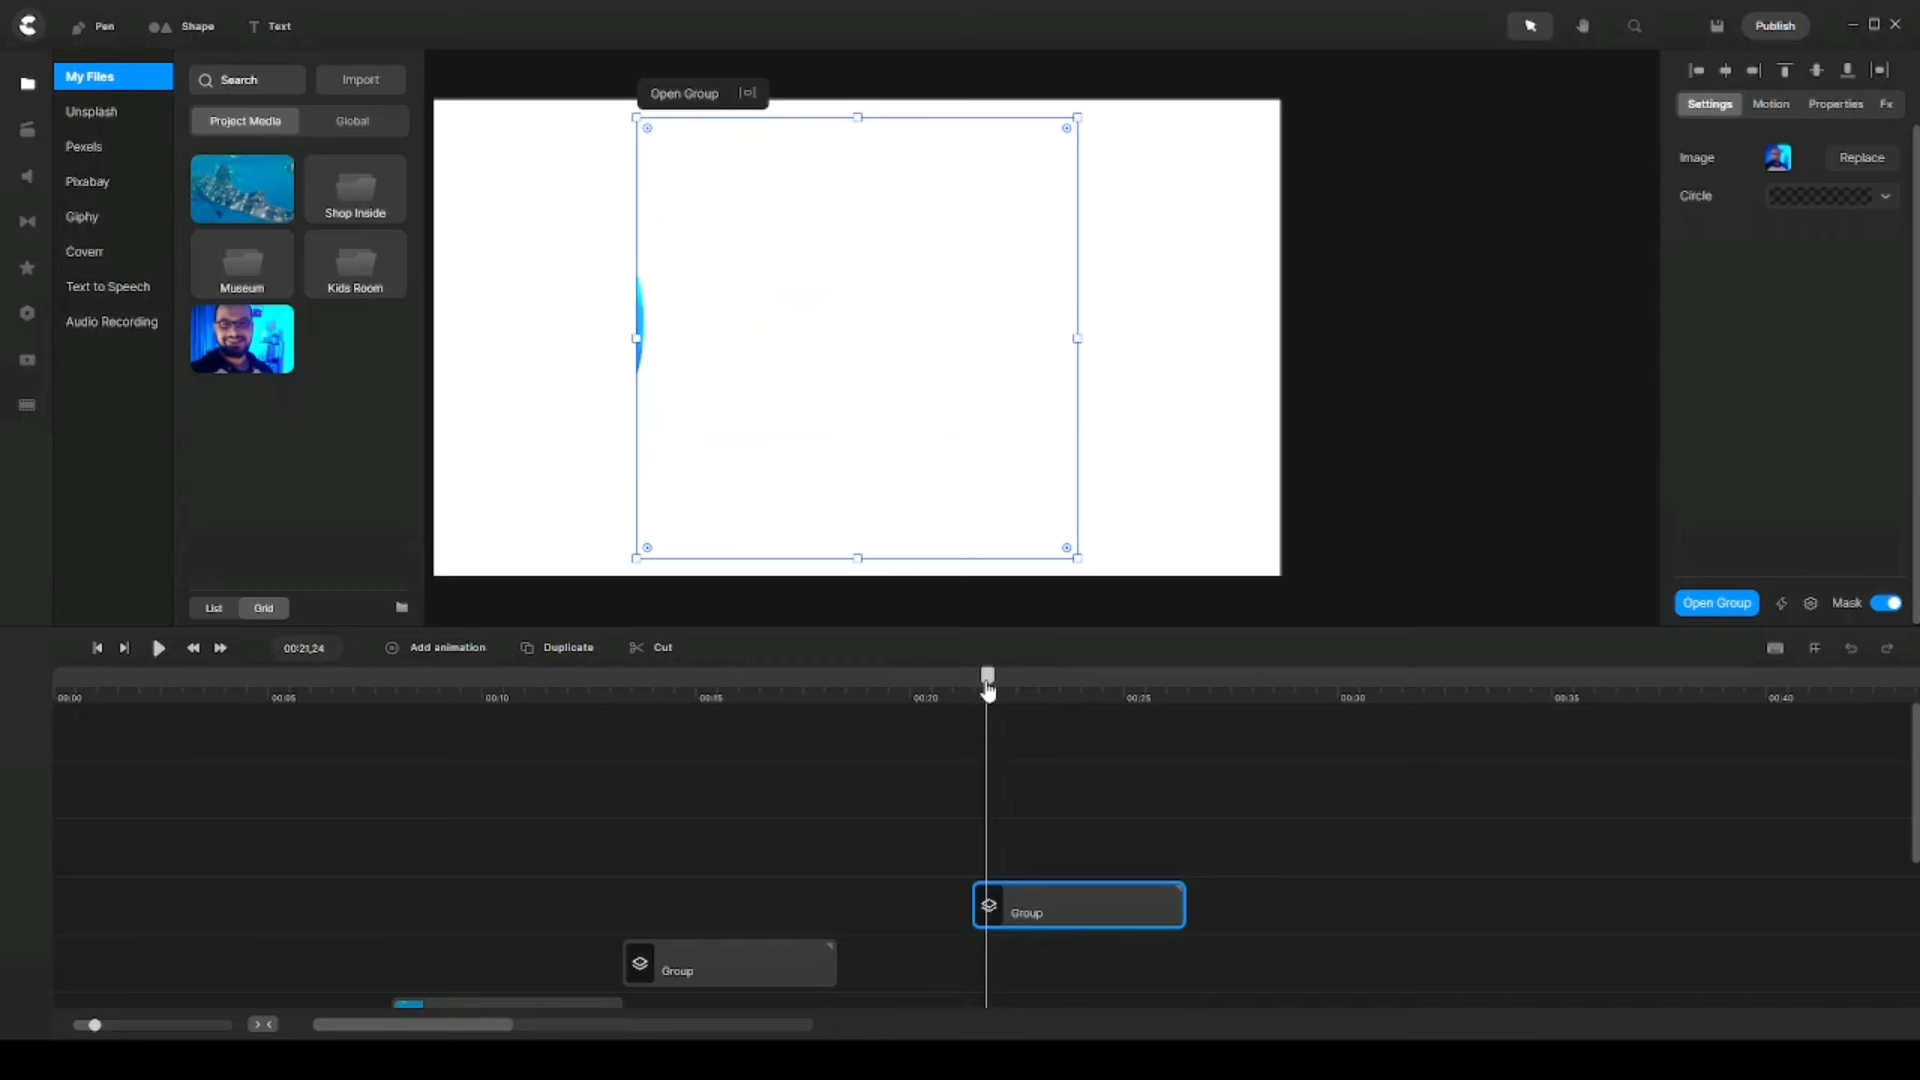 Pen
Shape
Text
Publish
My Files
Unsplash
Pexels
Pixabay
Giphy
Coverr
Text to Speech
Audio Recording
Search
Import
Project Media
Global
Shop Inside
Museum
Kids Room
List
Grid
Open Group
Settings
Motion
Properties
Fx
Image
Replace
Circle
Open Group
Mask
00:21,24
Add animation
Duplicate
Cut
00:00
00:05
00:10
00:15
00:20
00:25
00:30
00:35
00:40
Group
Group